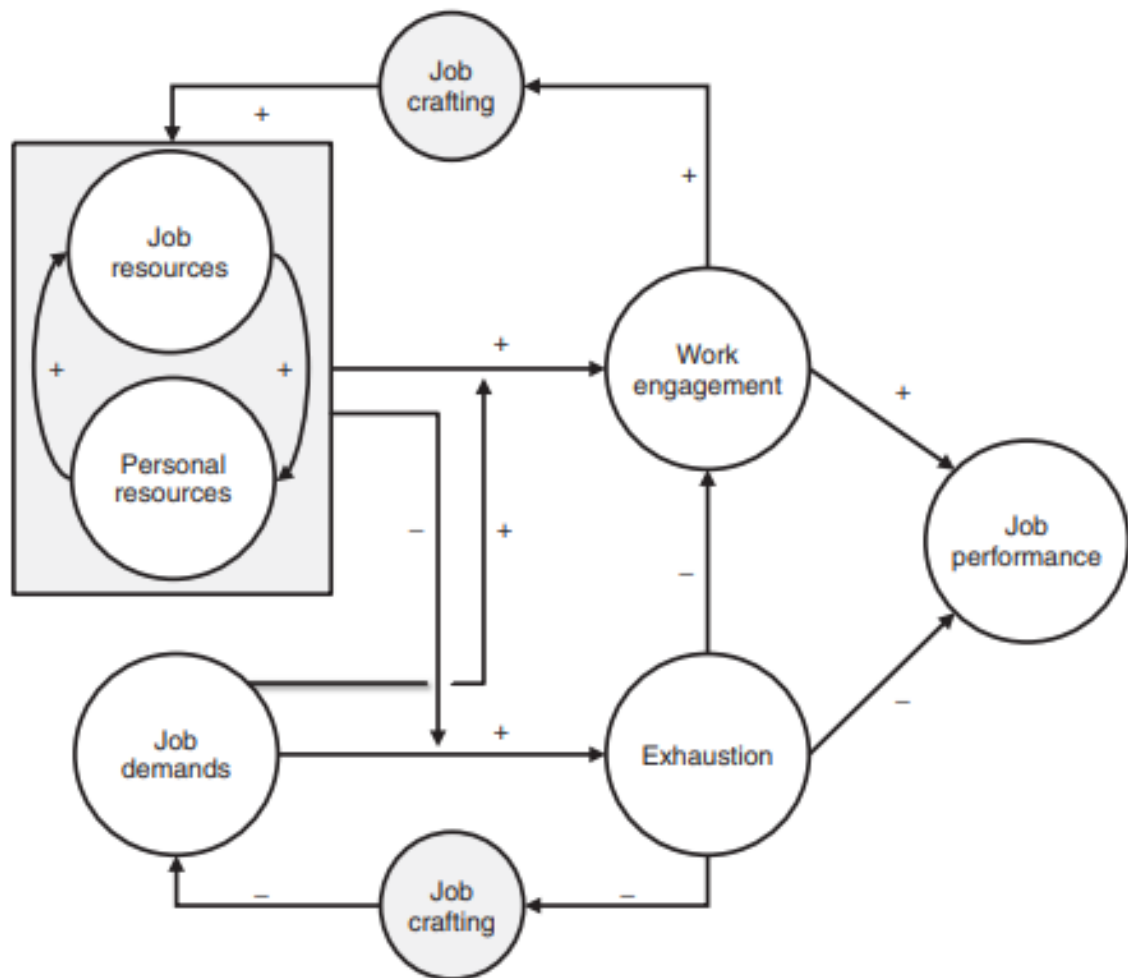 Job
crafting
+
+
Job
resources
+
+
+
Work
engagement
+
Personal
resources
–
+
Job
performance
–
Job
demands
+
Exhaustion
–
–
–
Job
crafting